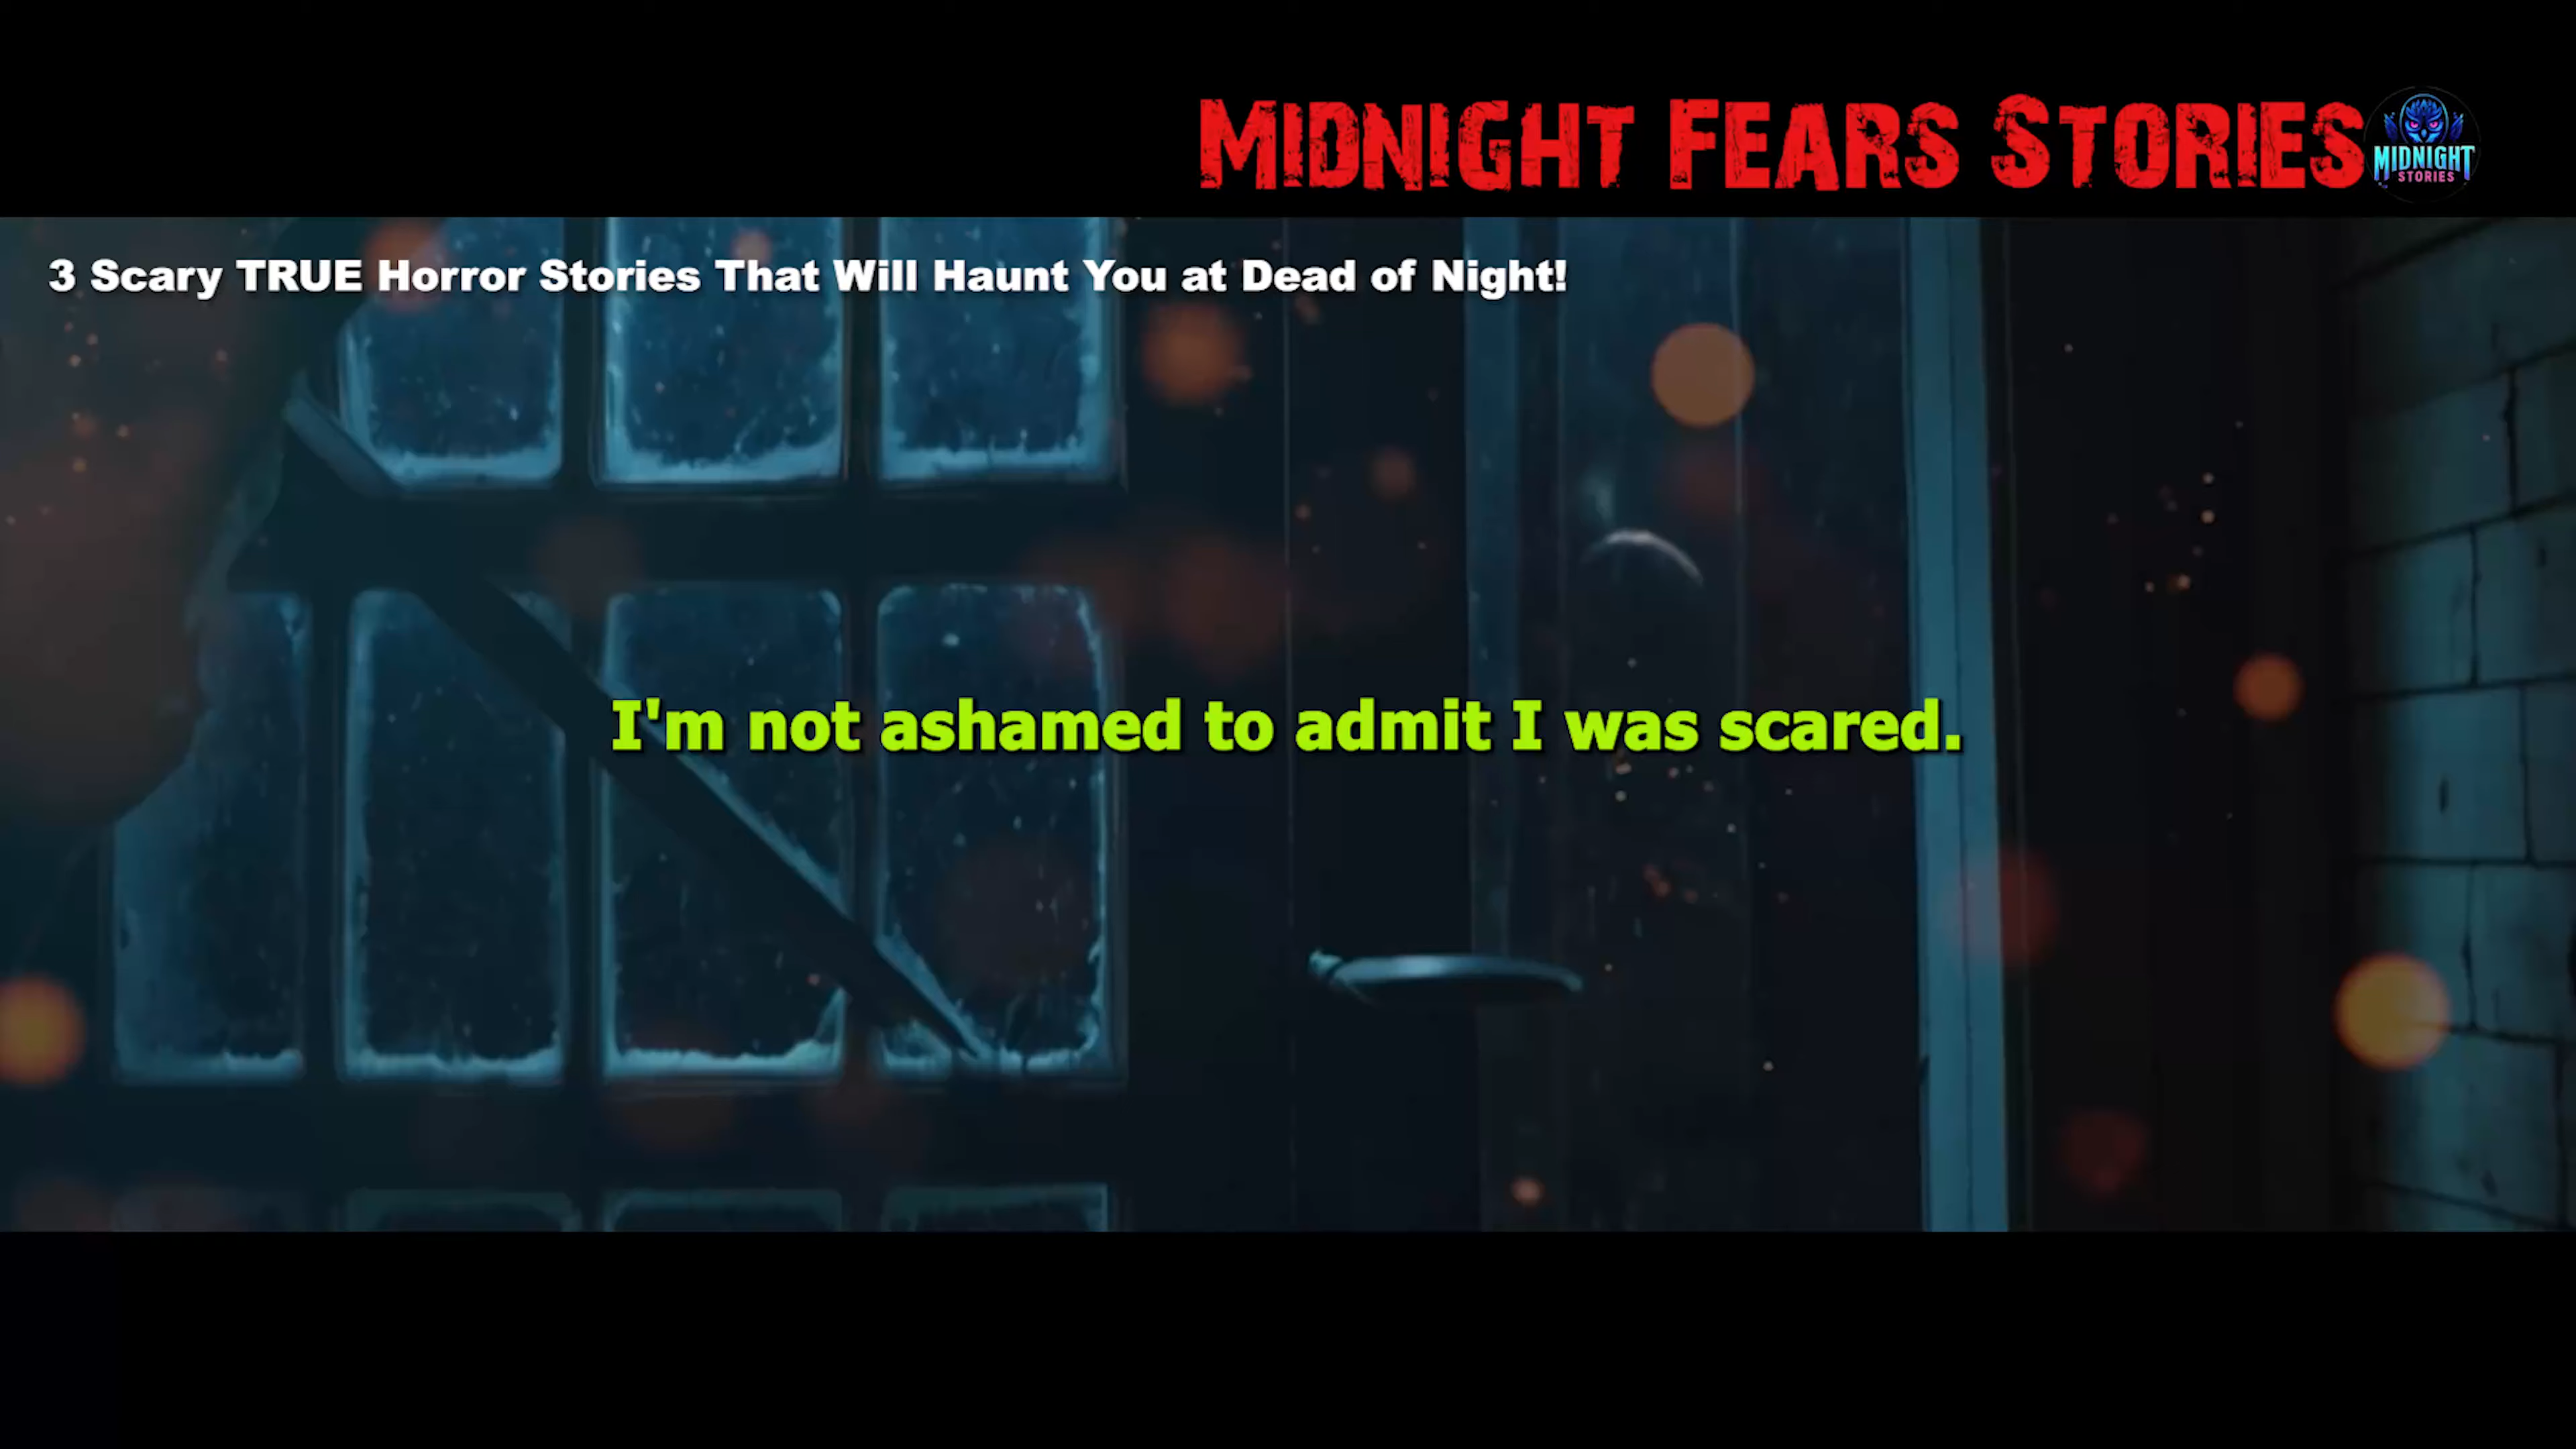 MIDNIGHT FEARS STORIES
MIDNIGHT
STORIES
3 Scary TRUE Horror Stories That Will Haunt You at Dead of Night!
I'm not ashamed to admit I was scared.